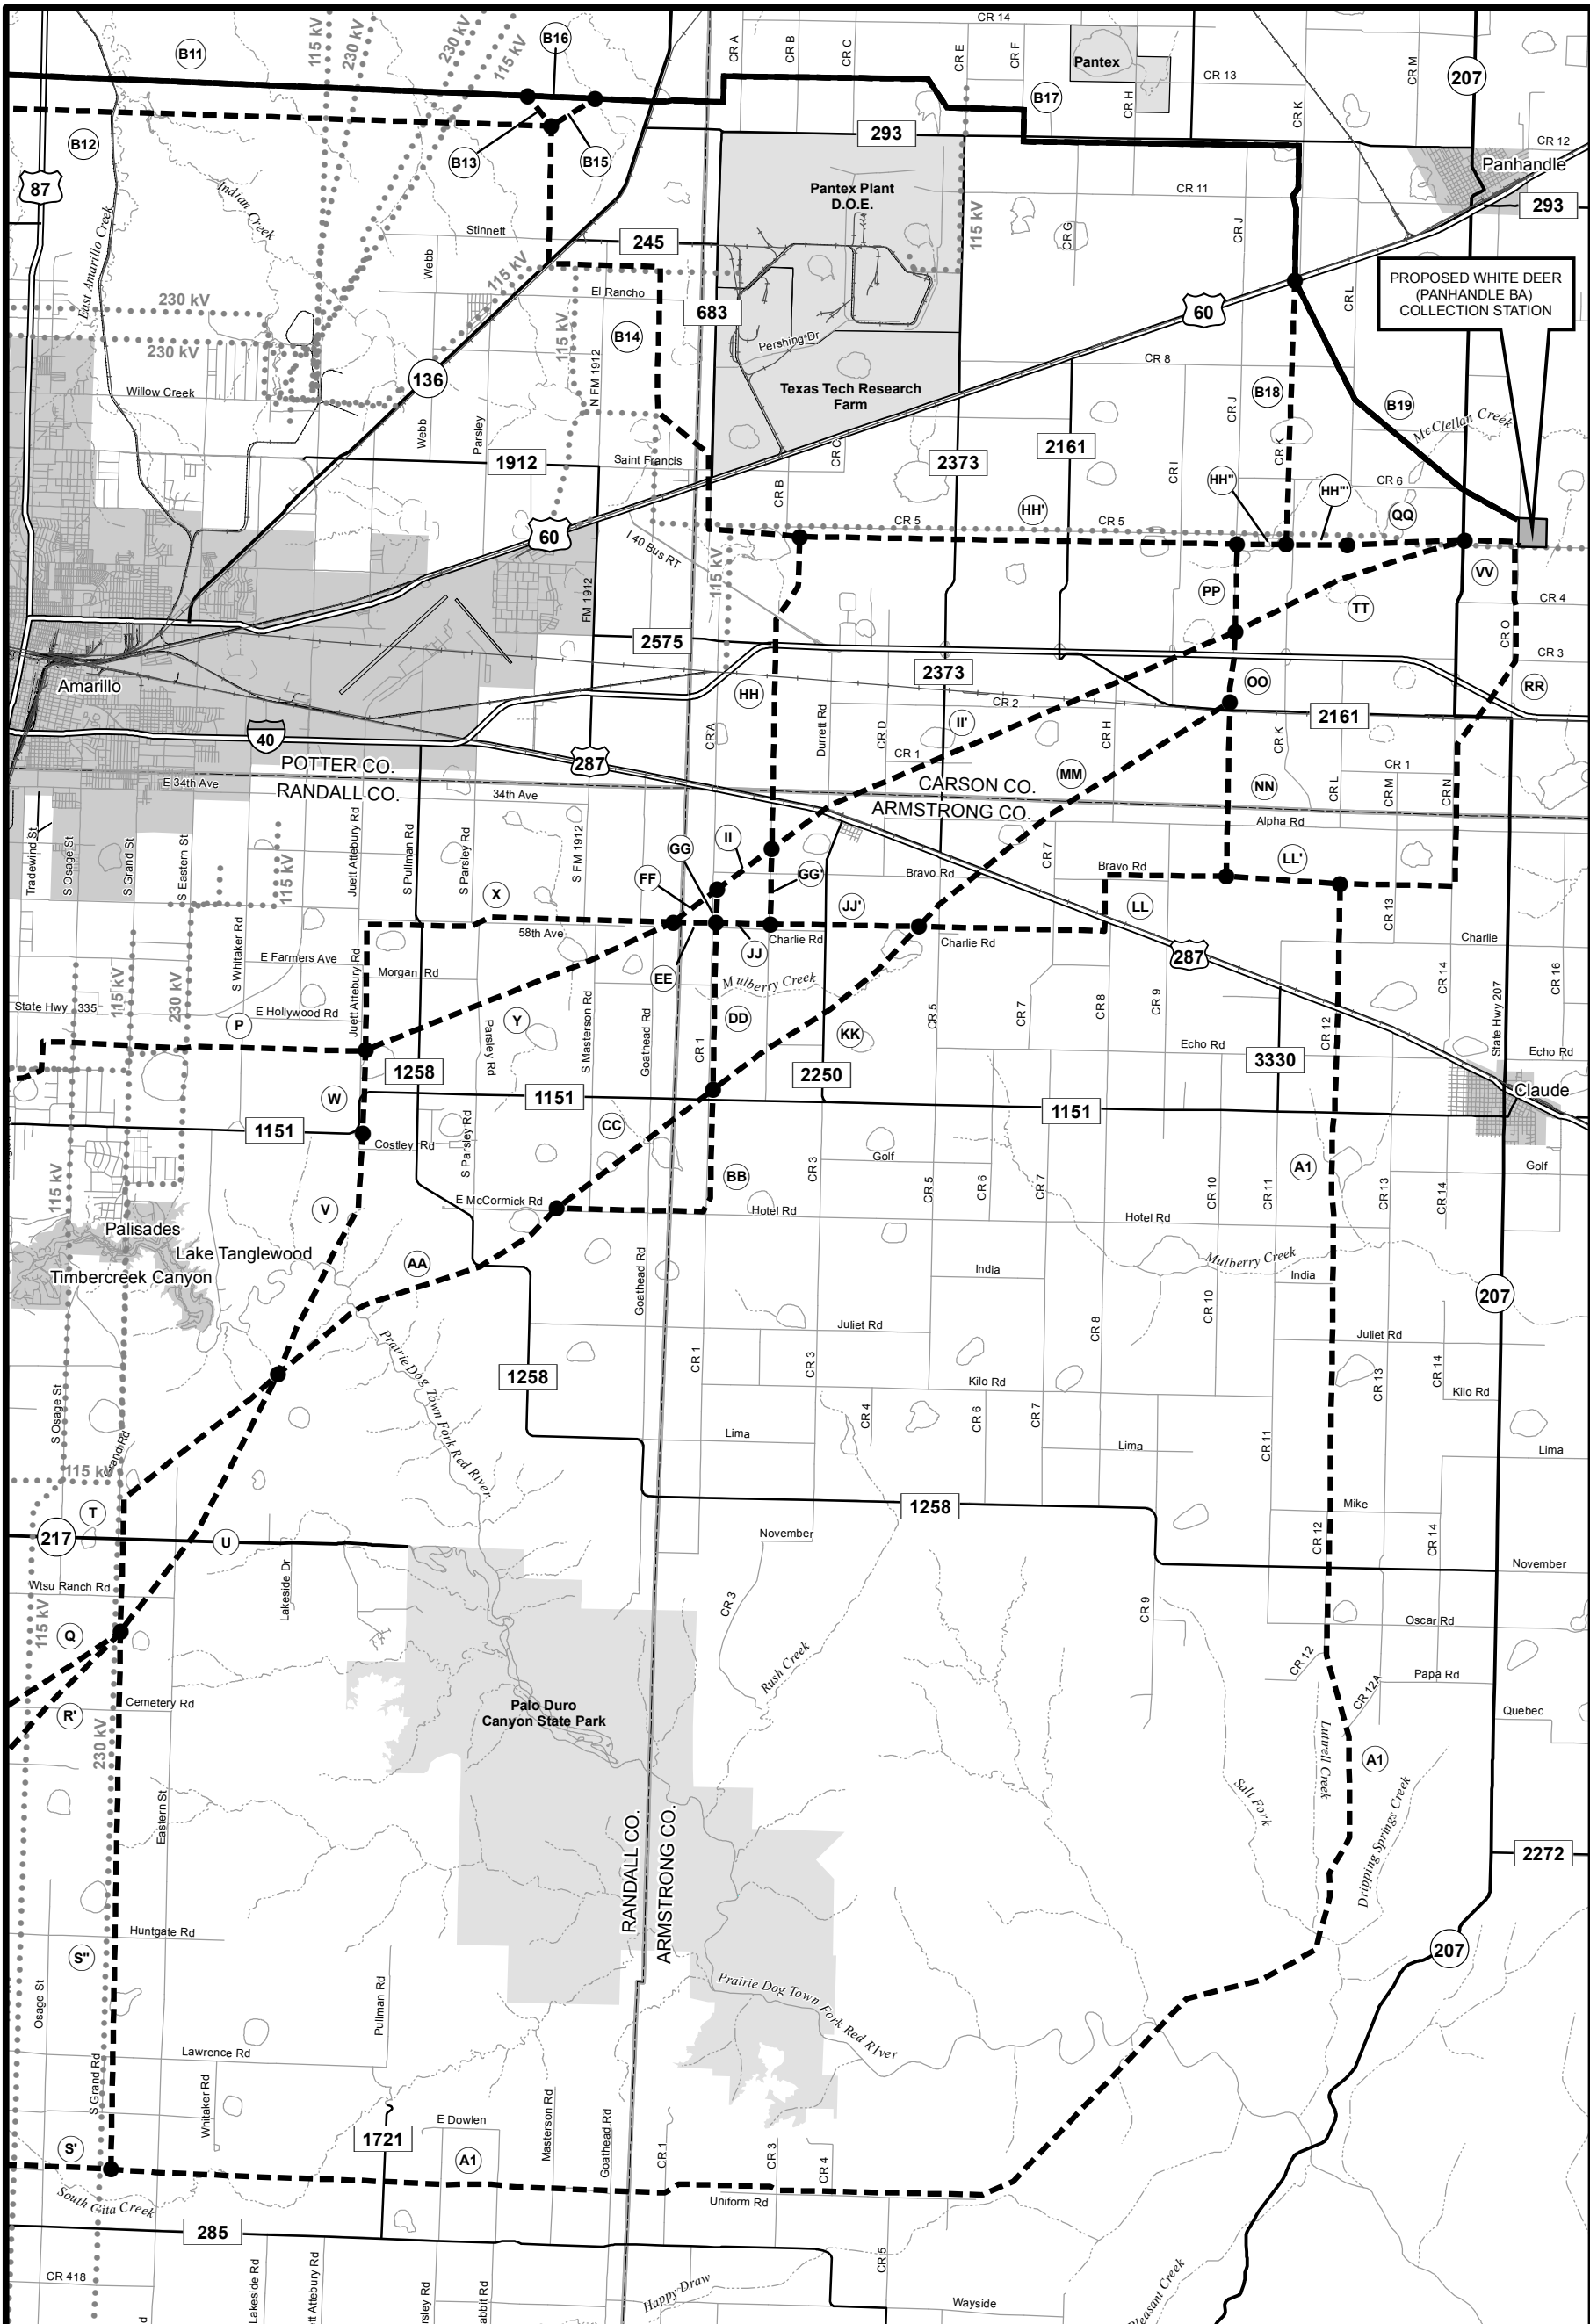 CR 14
B16
B11
115 kV
230 kV
230 kV
115 kV
CR A
CR B
CR C
CR E
CR F
Pantex
CR 13
CR H
CR K
CR M
207
B17
B12
B13
B15
293
CR 12
Panhandle
87
East Amarillo Creek
Indian Creek
Pantex Plant
D.O.E.
CR 11
293
Stinnett
245
Webb
115 kV
CR G
CR J
El Rancho
115 kV
230 kV
683
B14
115 kV
N FM 1912
Pershing Dr
60
CR L
PROPOSED WHITE DEER
(PANHANDLE BA)
COLLECTION STATION
230 kV
Willow Creek
136
Texas Tech Research
Farm
CR 8
B18
B19
CR J
McClellan Creek
Webb
Parsley
1912
Saint Francis
CR C
CR B
2373
2161
CR I
CR K
HH"
HH"'
CR 6
QQ
60
I 40 Bus RT
115 kV
CR 5
HH'
CR 5
FM 1912
PP
TT
VV
CR 4
CR O
2575
CR 3
Amarillo
2373
HH
OO
RR
CR 2
2161
40
CR A
Durrett Rd
CR D
II'
CR H
CR K
287
CR 1
MM
CR 1
POTTER CO.
RANDALL CO.
E 34th Ave
34th Ave
CARSON CO.
ARMSTRONG CO.
NN
CR L
CR M
CR N
Alpha Rd
Tradewind St
S Osage St
S Grand St
S Eastern St
115 kV
Juett Attebury Rd
S Pullman Rd
S Parsley Rd
S FM 1912
GG
II
FF
GG'
Bravo Rd
CR 7
Bravo Rd
LL'
X
JJ'
LL
CR 13
58th Ave
Charlie Rd
Charlie Rd
Charlie
E Farmers Ave
Morgan Rd
EE
JJ
Mulberry Creek
287
S Whitaker Rd
Juett Attebury Rd
115 kV
230 kV
State Hwy 335
E Hollywood Rd
P
Y
Parsley Rd
S Masterson Rd
Goathead Rd
DD
CR 1
KK
CR 5
CR 7
CR 8
CR 9
CR 12
CR 14
State Hwy 207
CR 16
Echo Rd
3330
Echo Rd
1258
2250
Claude
W
1151
1151
1151
Costley Rd
CC
S Parsley Rd
115 kV
Golf
A1
Golf
BB
CR 3
CR 5
CR 6
CR 7
CR 10
CR 11
CR 13
CR 14
E McCormick Rd
Hotel Rd
Hotel Rd
V
Palisades
Lake Tanglewood
Timbercreek Canyon
AA
Goathead Rd
Mulberry Creek
India
India
207
CR 10
Prairie Dog Town Fork Red River
Juliet Rd
Juliet Rd
CR 1
CR 3
CR 8
CR 13
CR 14
1258
Kilo Rd
Kilo Rd
S Osage St
Grand Rd
CR 4
CR 6
CR 7
CR 11
Lima
Lima
Lima
115 kV
T
1258
Mike
217
U
November
CR 12
CR 14
November
Wtsu Ranch Rd
Lakeside Dr
115 kV
Q
CR 3
CR 9
Oscar Rd
Rush Creek
CR 12
CR 12A
Papa Rd
R'
Cemetery Rd
Palo Duro
Canyon State Park
Quebec
230 kV
Luttrell Creek
A1
Salt Fork
Dripping Springs Creek
Eastern St
RANDALL CO.
ARMSTRONG CO.
2272
Huntgate Rd
S"
207
Osage St
Pullman Rd
Prairie Dog Town Fork Red RIver
Lawrence Rd
S Grand Rd
Whitaker Rd
E Dowlen
Masterson Rd
Goathead Rd
1721
CR 1
CR 3
CR 4
S'
A1
South Cita Creek
Uniform Rd
285
CR 5
CR 418
Lakeside Rd
tt Attebury Rd
rsley Rd
abbit Rd
Happy Draw
Wayside
Pleasant Creek